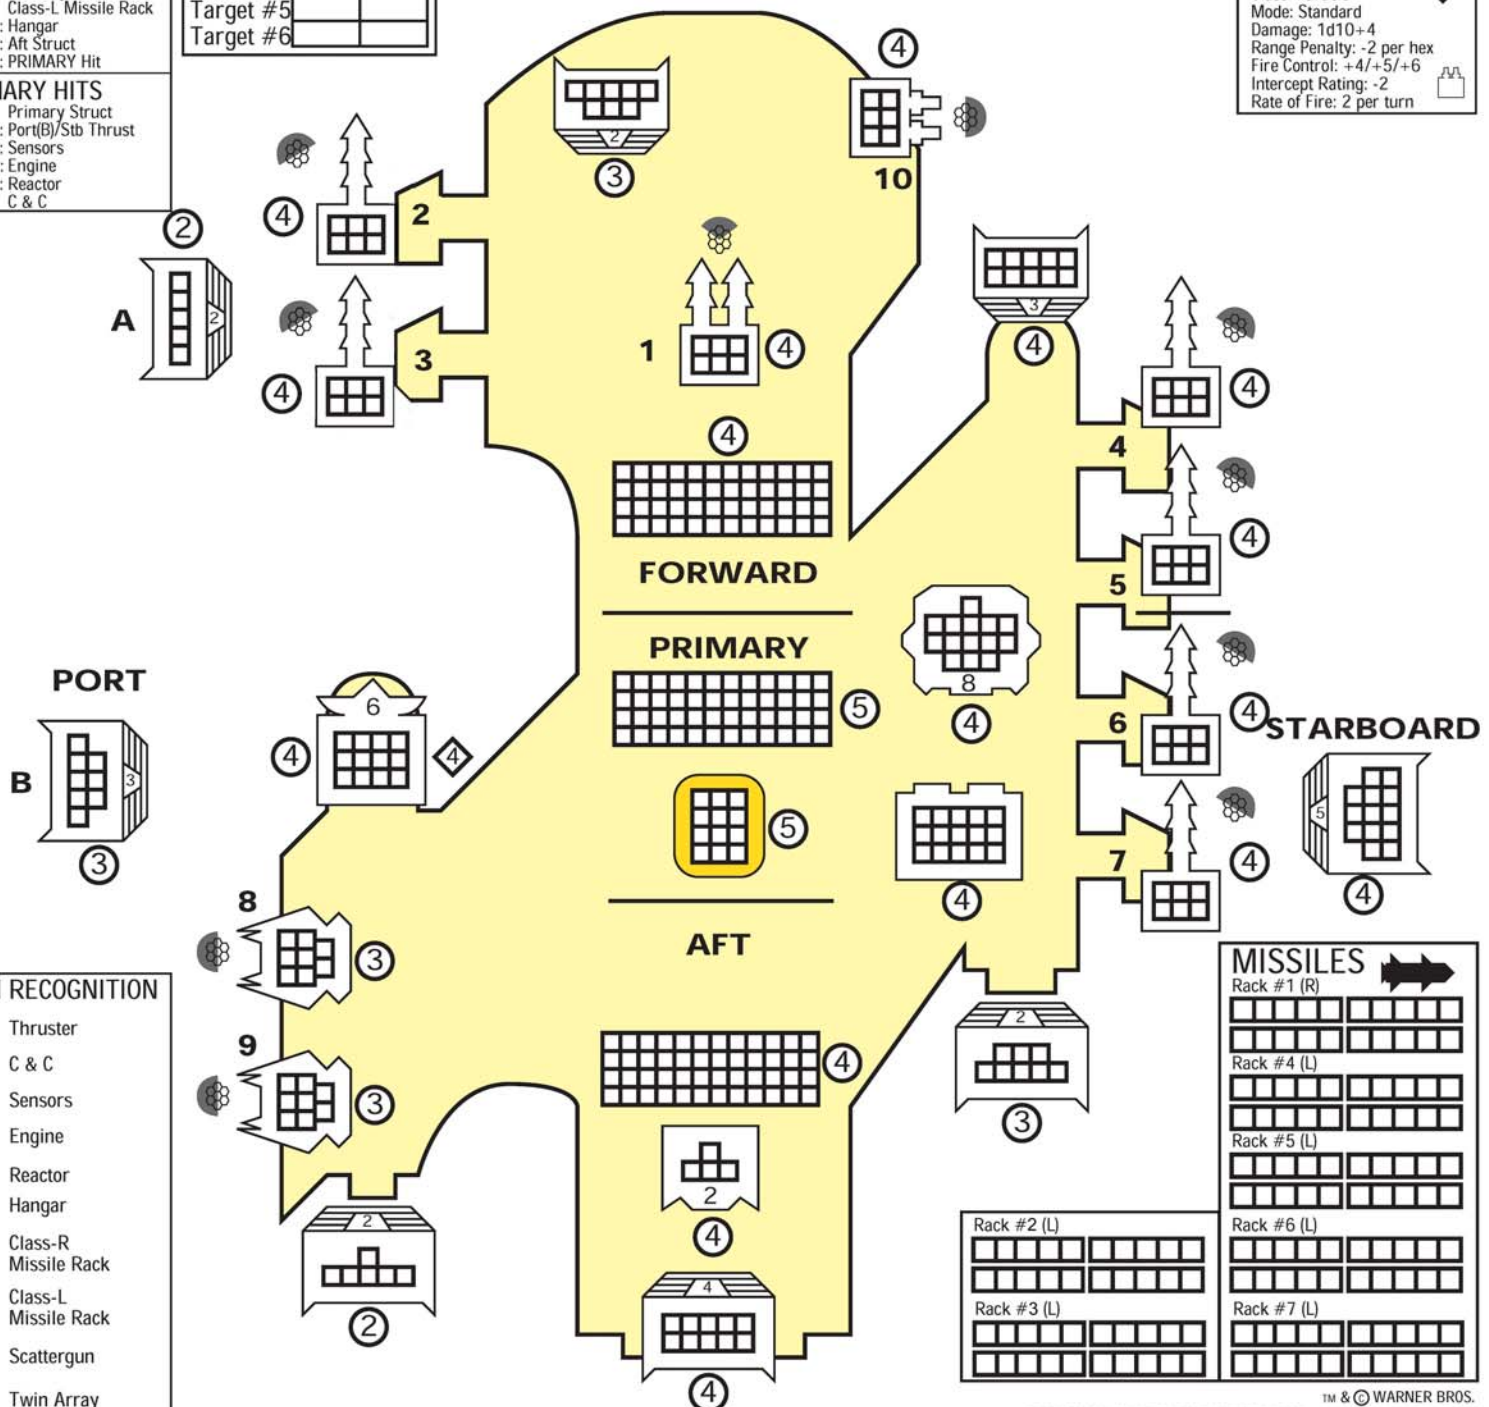 Class-L Missile Rack
: Hangar
: Aft Struct
: PRIMARY Hit
ARY HITS
Primary Struct
: Port(B)/Stb Thrust
: Sensors
: Engine
: Reactor
C & C
Target #5
Target #6
Mode: Standard
Damage: 1d10+4
Range Penalty: -2 per hex
Fire Control: +4/+5/+6
Intercept Rating: -2
Rate of Fire: 2 per turn
4
2
3
10
4
2
2
A
2
4
3
1
4
3
4
4
4
4
4
5
4
FORWARD
PRIMARY
5
8
4
6
4
STARBOARD
PORT
6
4
4
B
3
3
5
4
5
4
7
4
8
3
AFT
9
3
4
2
3
2
4
2
2
4
4
RECOGNITION
Thruster
C & C
Sensors
Engine
Reactor
Hangar
Class-R
Missile Rack
Class-L
Missile Rack
Scattergun
Twin Array
MISSILES
Rack #1 (R)
Rack #4 (L)
Rack #5 (L)
Rack #2 (L)
Rack #6 (L)
Rack #3 (L)
Rack #7 (L)
TM & © WARNER BROS.